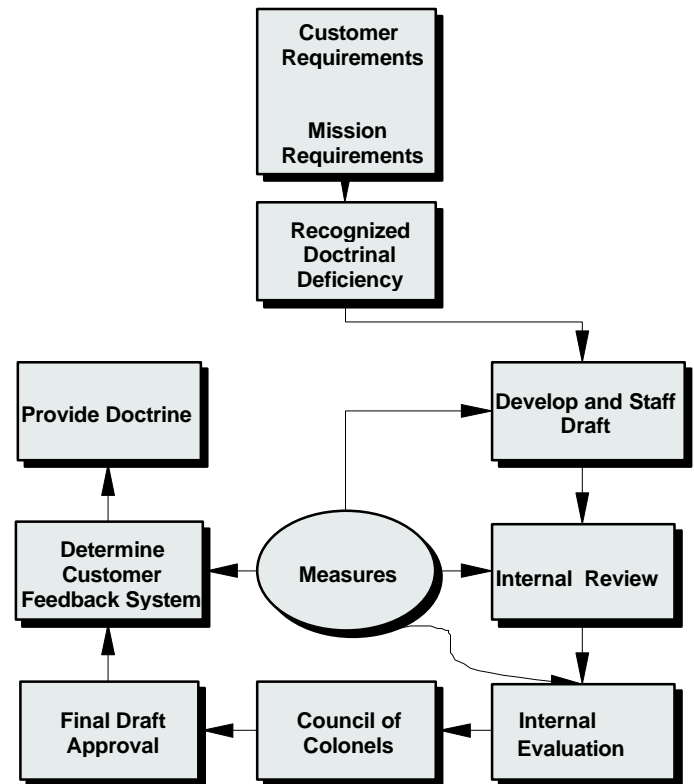 Customer
Requirements
Mission
Requirements
Recognized
Doctrinal
Deficiency
Develop and Staff
Draft
Provide Doctrine
Determine
Customer
Feedback System
Measures
Internal Review
Final Draft
Approval
Council of
Colonels
Internal
Evaluation